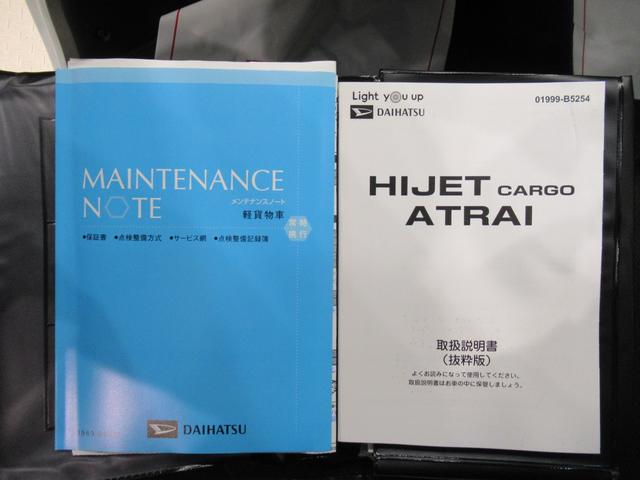 MAINTENANCE
NOTE
メンテナンスノート
軽貨物車
常時
携行
●保証書 ●点検整備方式 ●サービス網 ●点検整備記録簿
DAIHATSU
Light you up
DAIHATSU
01999-B5254
HIJET CARGO
ATRAI
取扱説明書
(抜粋版)
よくお読みになって使用してください。
取扱説明書はお車の中に保管しましょう。